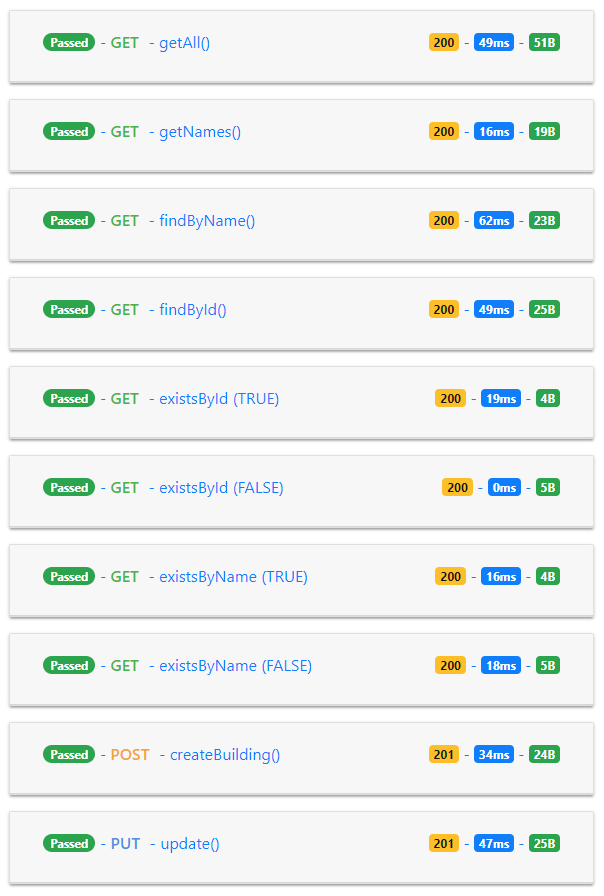 Passed - GET - getAll() 200 - 49ms - 51B
Passed - GET - getNames() 200 - 16ms - 19B
Passed - GET - findByName() 200 - 62ms - 23B
Passed - GET - findById() 200 - 49ms - 25B
Passed - GET - existsById (TRUE) 200 - 19ms - 4B
Passed - GET - existsById (FALSE) 200 - 0ms - 5B
Passed - GET - existsByName (TRUE) 200 - 16ms - 4B
Passed - GET - existsByName (FALSE) 200 - 18ms - 5B
Passed - POST - createBuilding() 201 - 34ms - 24B
Passed - PUT - update() 201 - 47ms - 25B